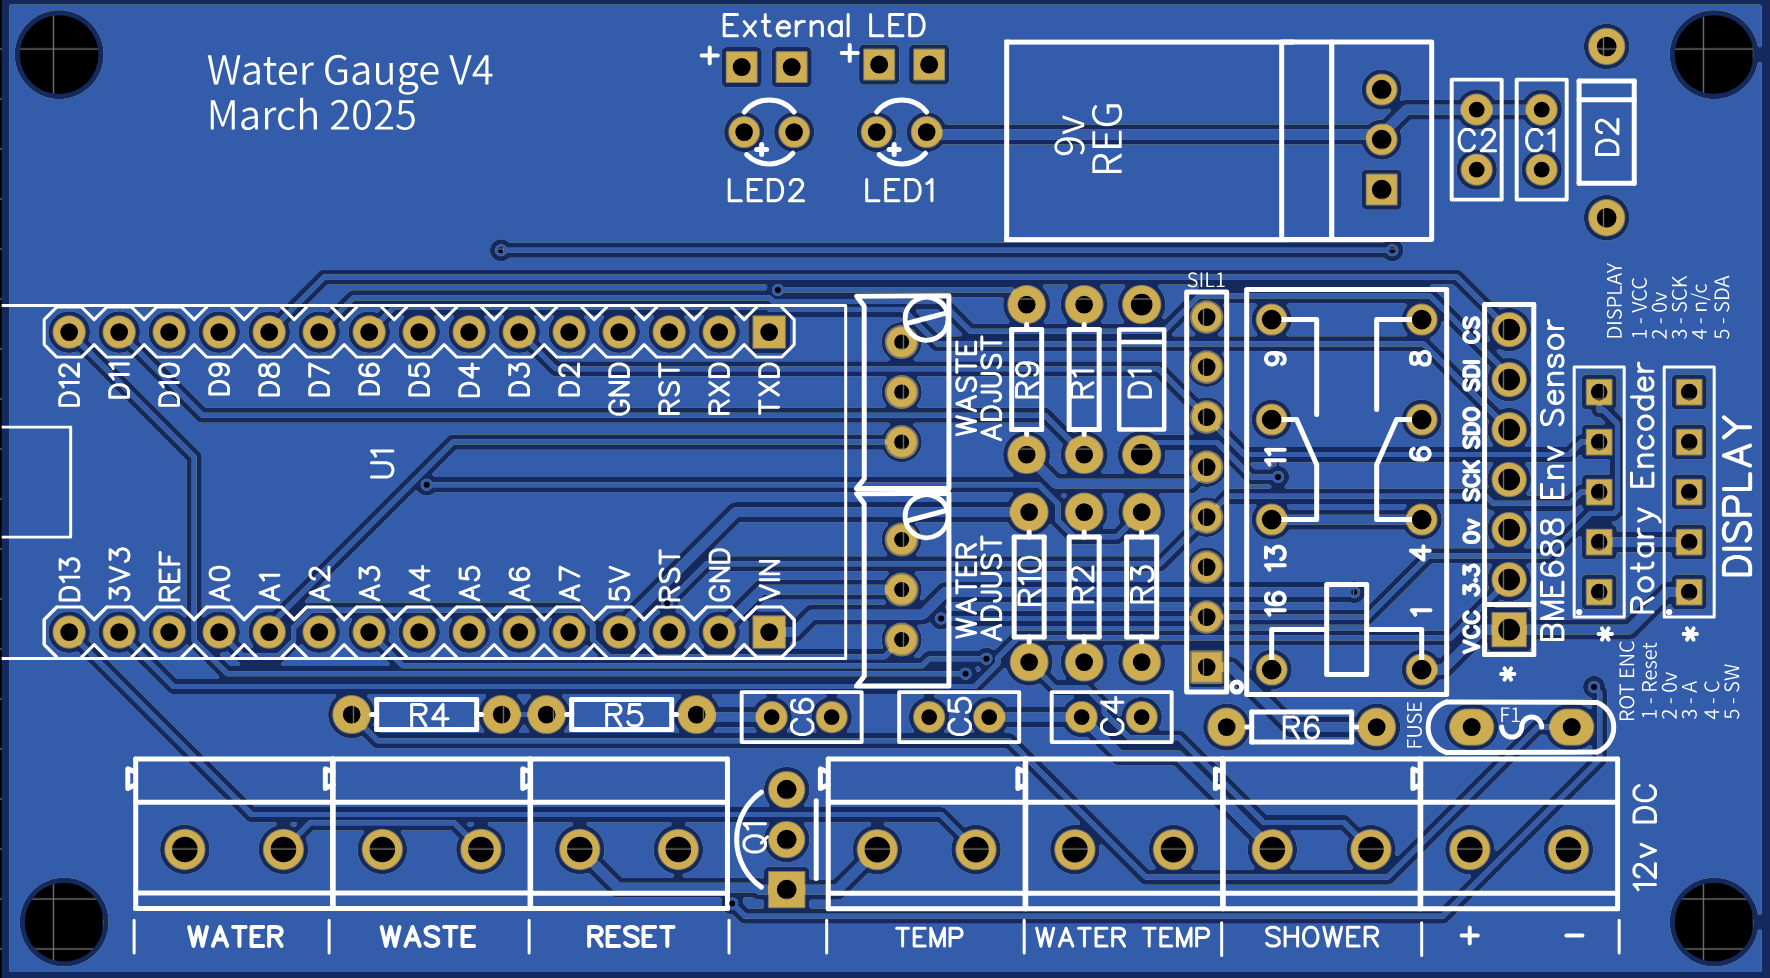 External LED
+ +
Water Gauge V4
March 2025
+ +
LED2 LED1
9v
REG
C2 C1 D2
SIL1
DISPLAY
1 - VCC
2 - 0v
3 - SCK
4 - n/c
5 - SDA
D12 D11 D10 D9 D8 D7 D6 D5 D4 D3 D2 GND RST RXD TXD
U1
D13 3V3 REF A0 A1 A2 A3 A4 A5 A6 A7 5V RST GND VIN
WASTE
ADJUST
WATER
ADJUST
R9 R1 D1
R10 R2 R3
9 8
11 6
13 4
16 1
VCC 3.3 0v SCK SDO SDI CS
BME688 Env Sensor
Rotary Encoder
DISPLAY
* * *
ROT ENC
1 - Reset
2 - 0v
3 - A
4 - C
5 - SW
R4 R5 C6 C5 C4 R6 FUSE F1
Q1
12v DC
WATER WASTE RESET TEMP WATER TEMP SHOWER + −